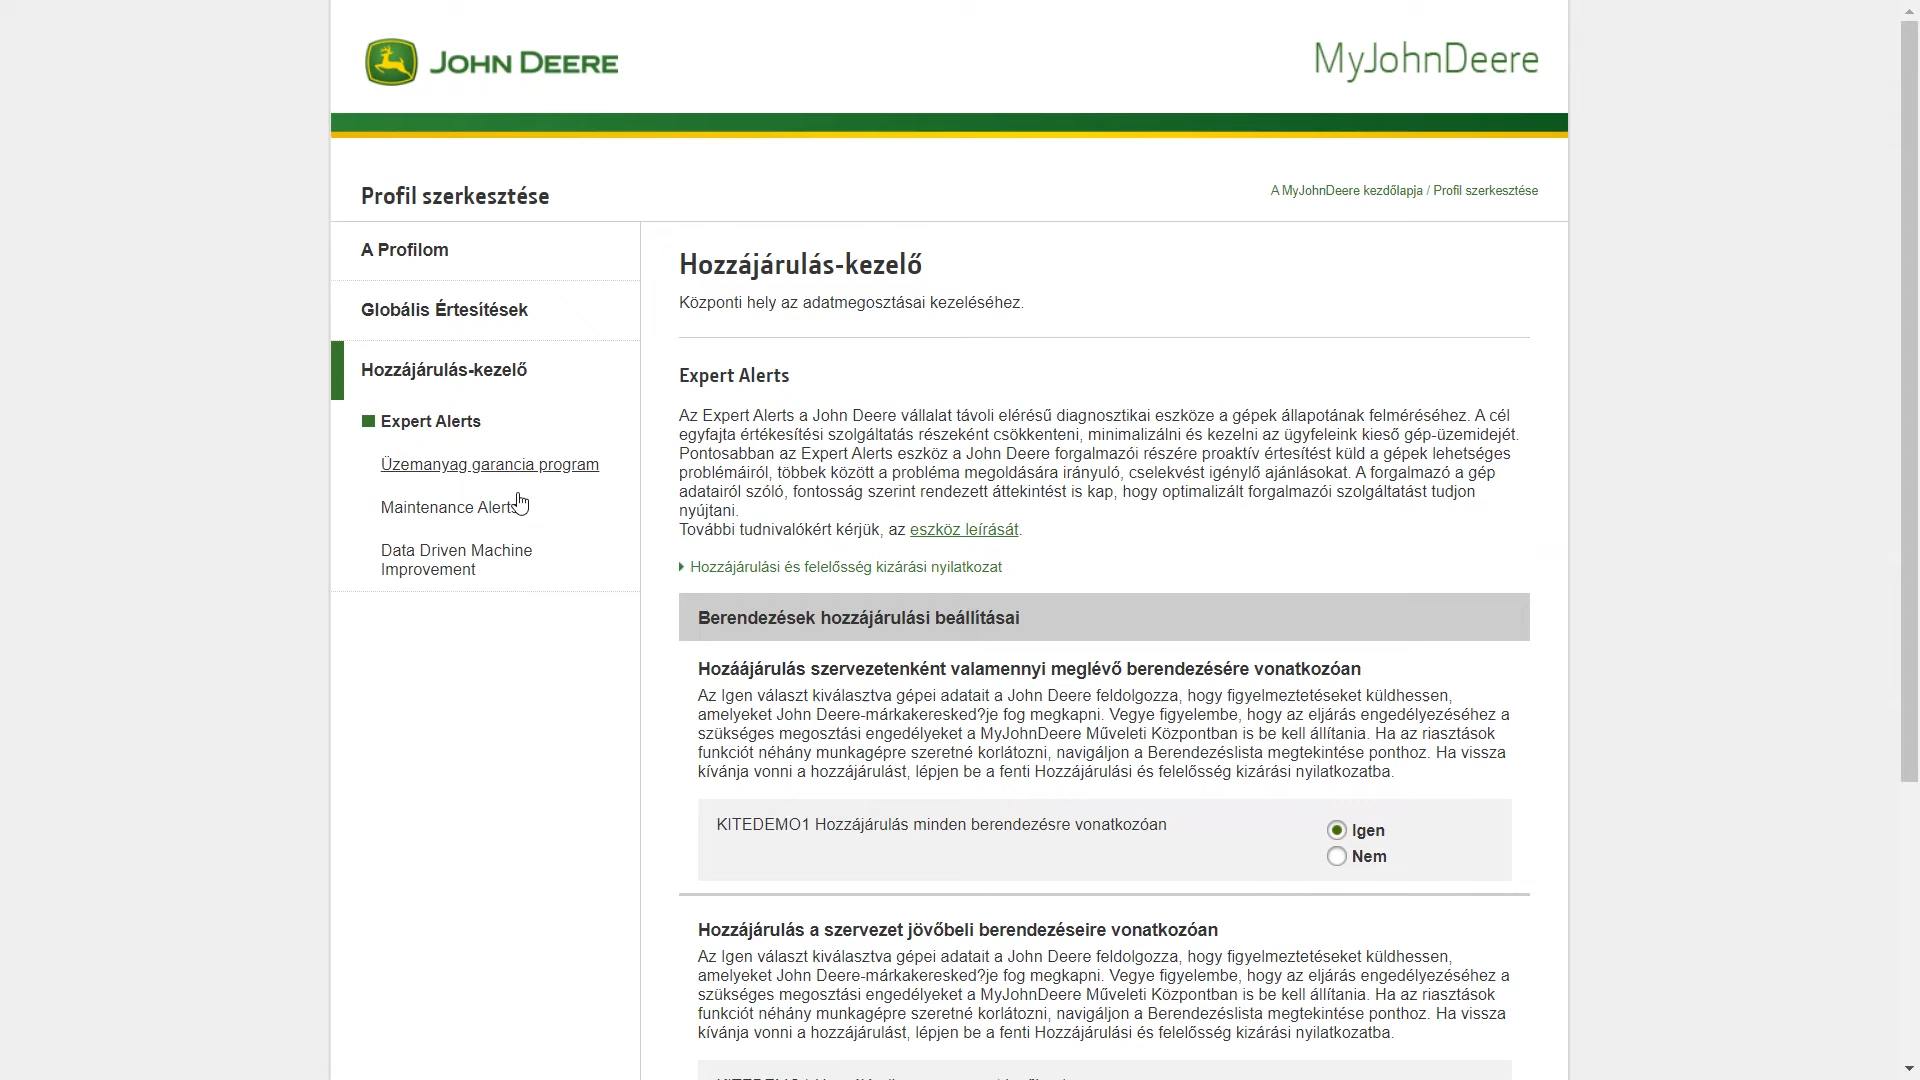 JOHN DEERE
MyJohnDeere
Profil szerkesztése
A MyJohnDeere kezdőlapja / Profil szerkesztése
A Profilom
Globális Értesítések
Hozzájárulás-kezelő
Expert Alerts
Üzemanyag garancia program
Maintenance Alerts
Data Driven Machine
Improvement
Hozzájárulás-kezelő
Központi hely az adatmegosztásai kezeléséhez.
Expert Alerts
Az Expert Alerts a John Deere vállalat távoli elérésű diagnosztikai eszköze a gépek állapotának felméréséhez. A cél
egyfajta értékesítési szolgáltatás részeként csökkenteni, minimalizálni és kezelni az ügyfeleink kieső gép-üzemidejét.
Pontosabban az Expert Alerts eszköz a John Deere forgalmazói részére proaktív értesítést küld a gépek lehetséges
problémáiról, többek között a probléma megoldására irányuló, cselekvést igénylő ajánlásokat. A forgalmazó a gép
adatairól szóló, fontosság szerint rendezett áttekintést is kap, hogy optimalizált forgalmazói szolgáltatást tudjon
nyújtani.
További tudnivalókért kérjük, az eszköz leírását.
Hozzájárulási és felelősség kizárási nyilatkozat
Berendezések hozzájárulási beállításai
Hozáájárulás szervezetenként valamennyi meglévő berendezésére vonatkozóan
Az Igen választ kiválasztva gépei adatait a John Deere feldolgozza, hogy figyelmeztetéseket küldhessen,
amelyeket John Deere-márkakeresked?je fog megkapni. Vegye figyelembe, hogy az eljárás engedélyezéséhez a
szükséges megosztási engedélyeket a MyJohnDeere Műveleti Központban is be kell állítania. Ha az riasztások
funkciót néhány munkagépre szeretné korlátozni, navigáljon a Berendezéslista megtekintése ponthoz. Ha vissza
kívánja vonni a hozzájárulást, lépjen be a fenti Hozzájárulási és felelősség kizárási nyilatkozatba.
KITEDEMO1 Hozzájárulás minden berendezésre vonatkozóan
Igen
Nem
Hozzájárulás a szervezet jövőbeli berendezéseire vonatkozóan
Az Igen választ kiválasztva gépei adatait a John Deere feldolgozza, hogy figyelmeztetéseket küldhessen,
amelyeket John Deere-márkakeresked?je fog megkapni. Vegye figyelembe, hogy az eljárás engedélyezéséhez a
szükséges megosztási engedélyeket a MyJohnDeere Műveleti Központban is be kell állítania. Ha az riasztások
funkciót néhány munkagépre szeretné korlátozni, navigáljon a Berendezéslista megtekintése ponthoz. Ha vissza
kívánja vonni a hozzájárulást, lépjen be a fenti Hozzájárulási és felelősség kizárási nyilatkozatba.